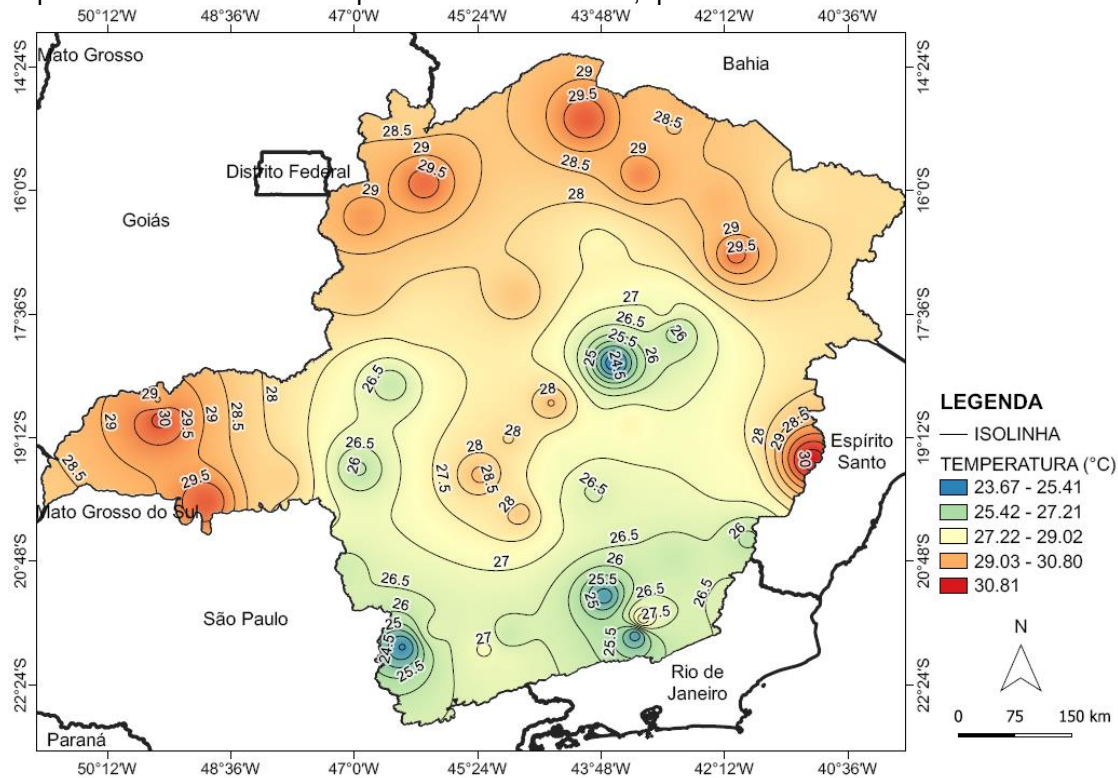 50°12'W 48°36'W 47°0'W 45°24'W 43°48'W 42°12'W 40°36'W
14°24'S 16°0'S 17°36'S 19°12'S 20°48'S 22°24'S
14°24'S 16°0'S 17°36'S 19°12'S 20°48'S 22°24'S
Mato Grosso
Bahia
29
29.5
28.5
28.5
29
29.5
29
28.5
29
Distrito Federal
Goiás
28
29
29.5
27
26.5
25.5
25
24.5
26
26
28
28.5
29
29.5
30
29
29
28.5
29.5
26.5
26.5
26
28
28
28
28.5
27.5
28
28
29
28.5
30
Espírito
Santo
Mato Grosso do Sul
26.5
26.5
26
27
26.5
26
25
24.5
25.5
São Paulo
27
26
25.5
25
26.5
27.5
25.5
26.5
Rio de
Janeiro
Paraná
LEGENDA
ISOLINHA
TEMPERATURA (°C)
23.67 - 25.41
25.42 - 27.21
27.22 - 29.02
29.03 - 30.80
30.81
N
0 75 150 km
50°12'W 48°36'W 47°0'W 45°24'W 43°48'W 42°12'W 40°36'W